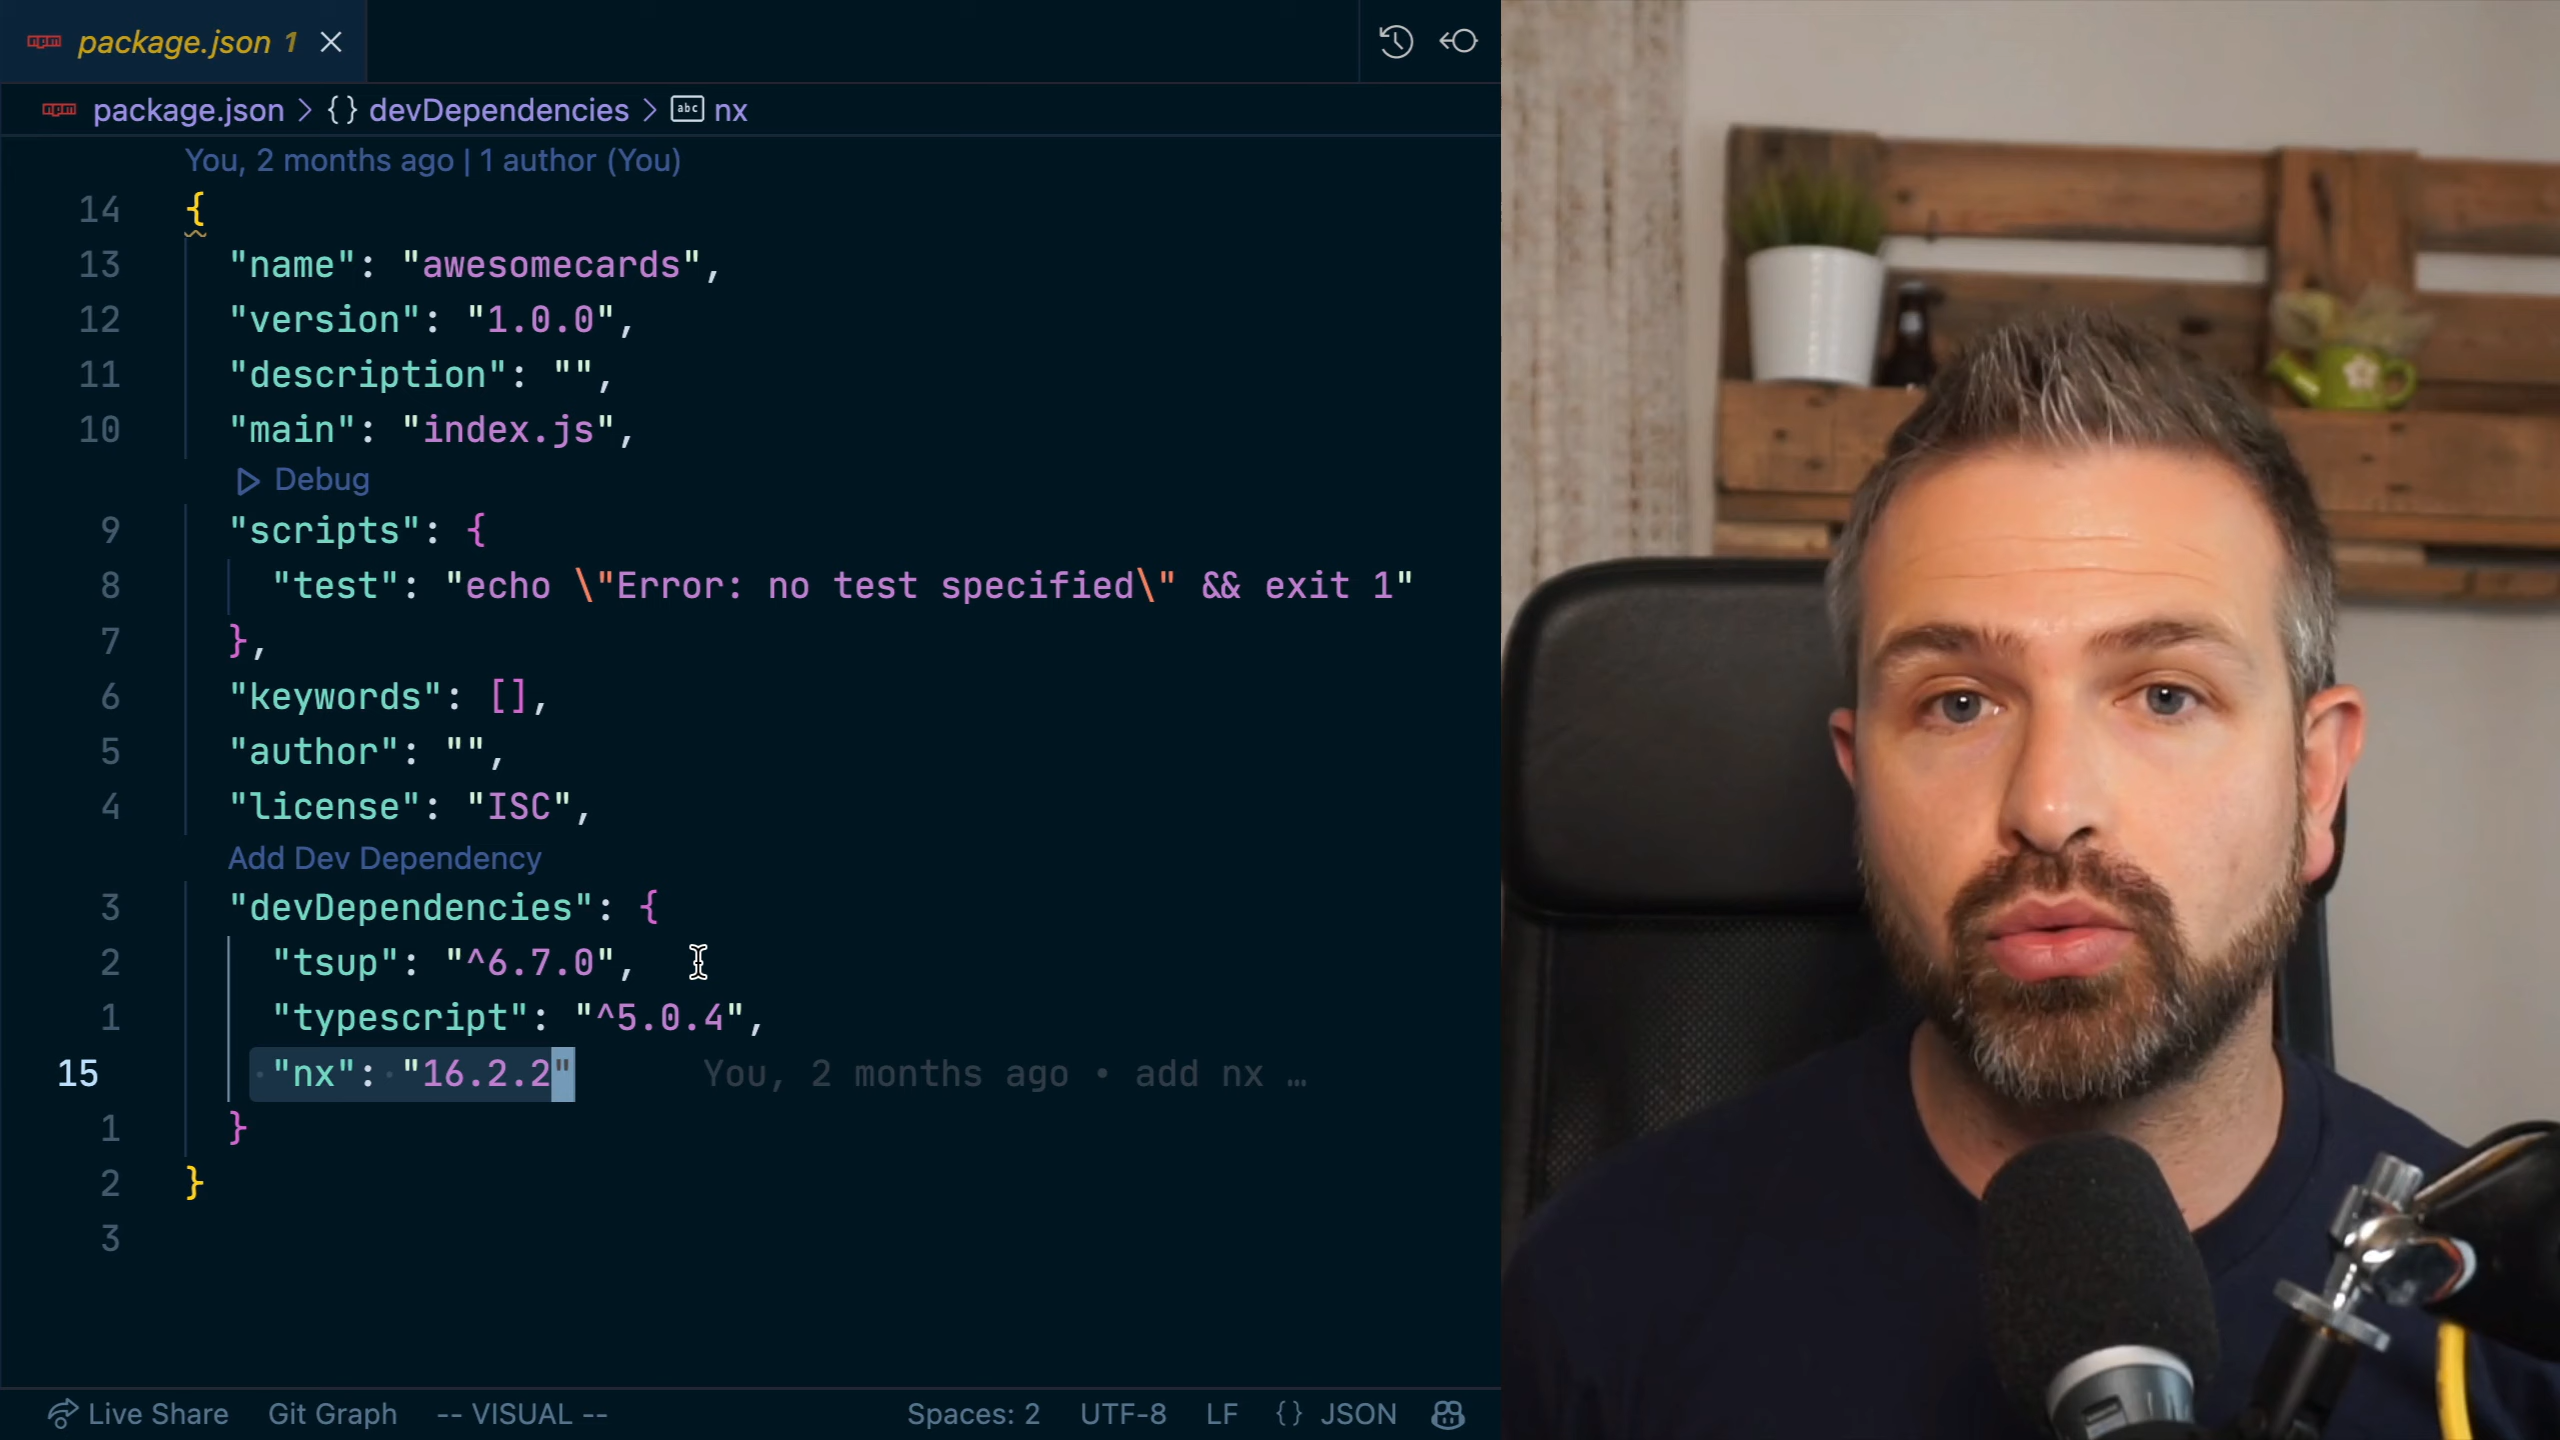 npm package.json 1
npm package.json > {} devDependencies > abc nx
You, 2 months ago | 1 author (You)
14 {
13 "name": "awesomecards",
12 "version": "1.0.0",
11 "description": "",
10 "main": "index.js",
Debug
9 "scripts": {
8 "test": "echo \"Error: no test specified\" && exit 1"
7 },
6 "keywords": [],
5 "author": "",
4 "license": "ISC",
Add Dev Dependency
3 "devDependencies": {
2 "tsup": "^6.7.0",
1 "typescript": "^5.0.4",
15 "nx": "16.2.2" You, 2 months ago • add nx …
1 }
2 }
3
Live Share Git Graph -- VISUAL -- Spaces: 2 UTF-8 LF {} JSON